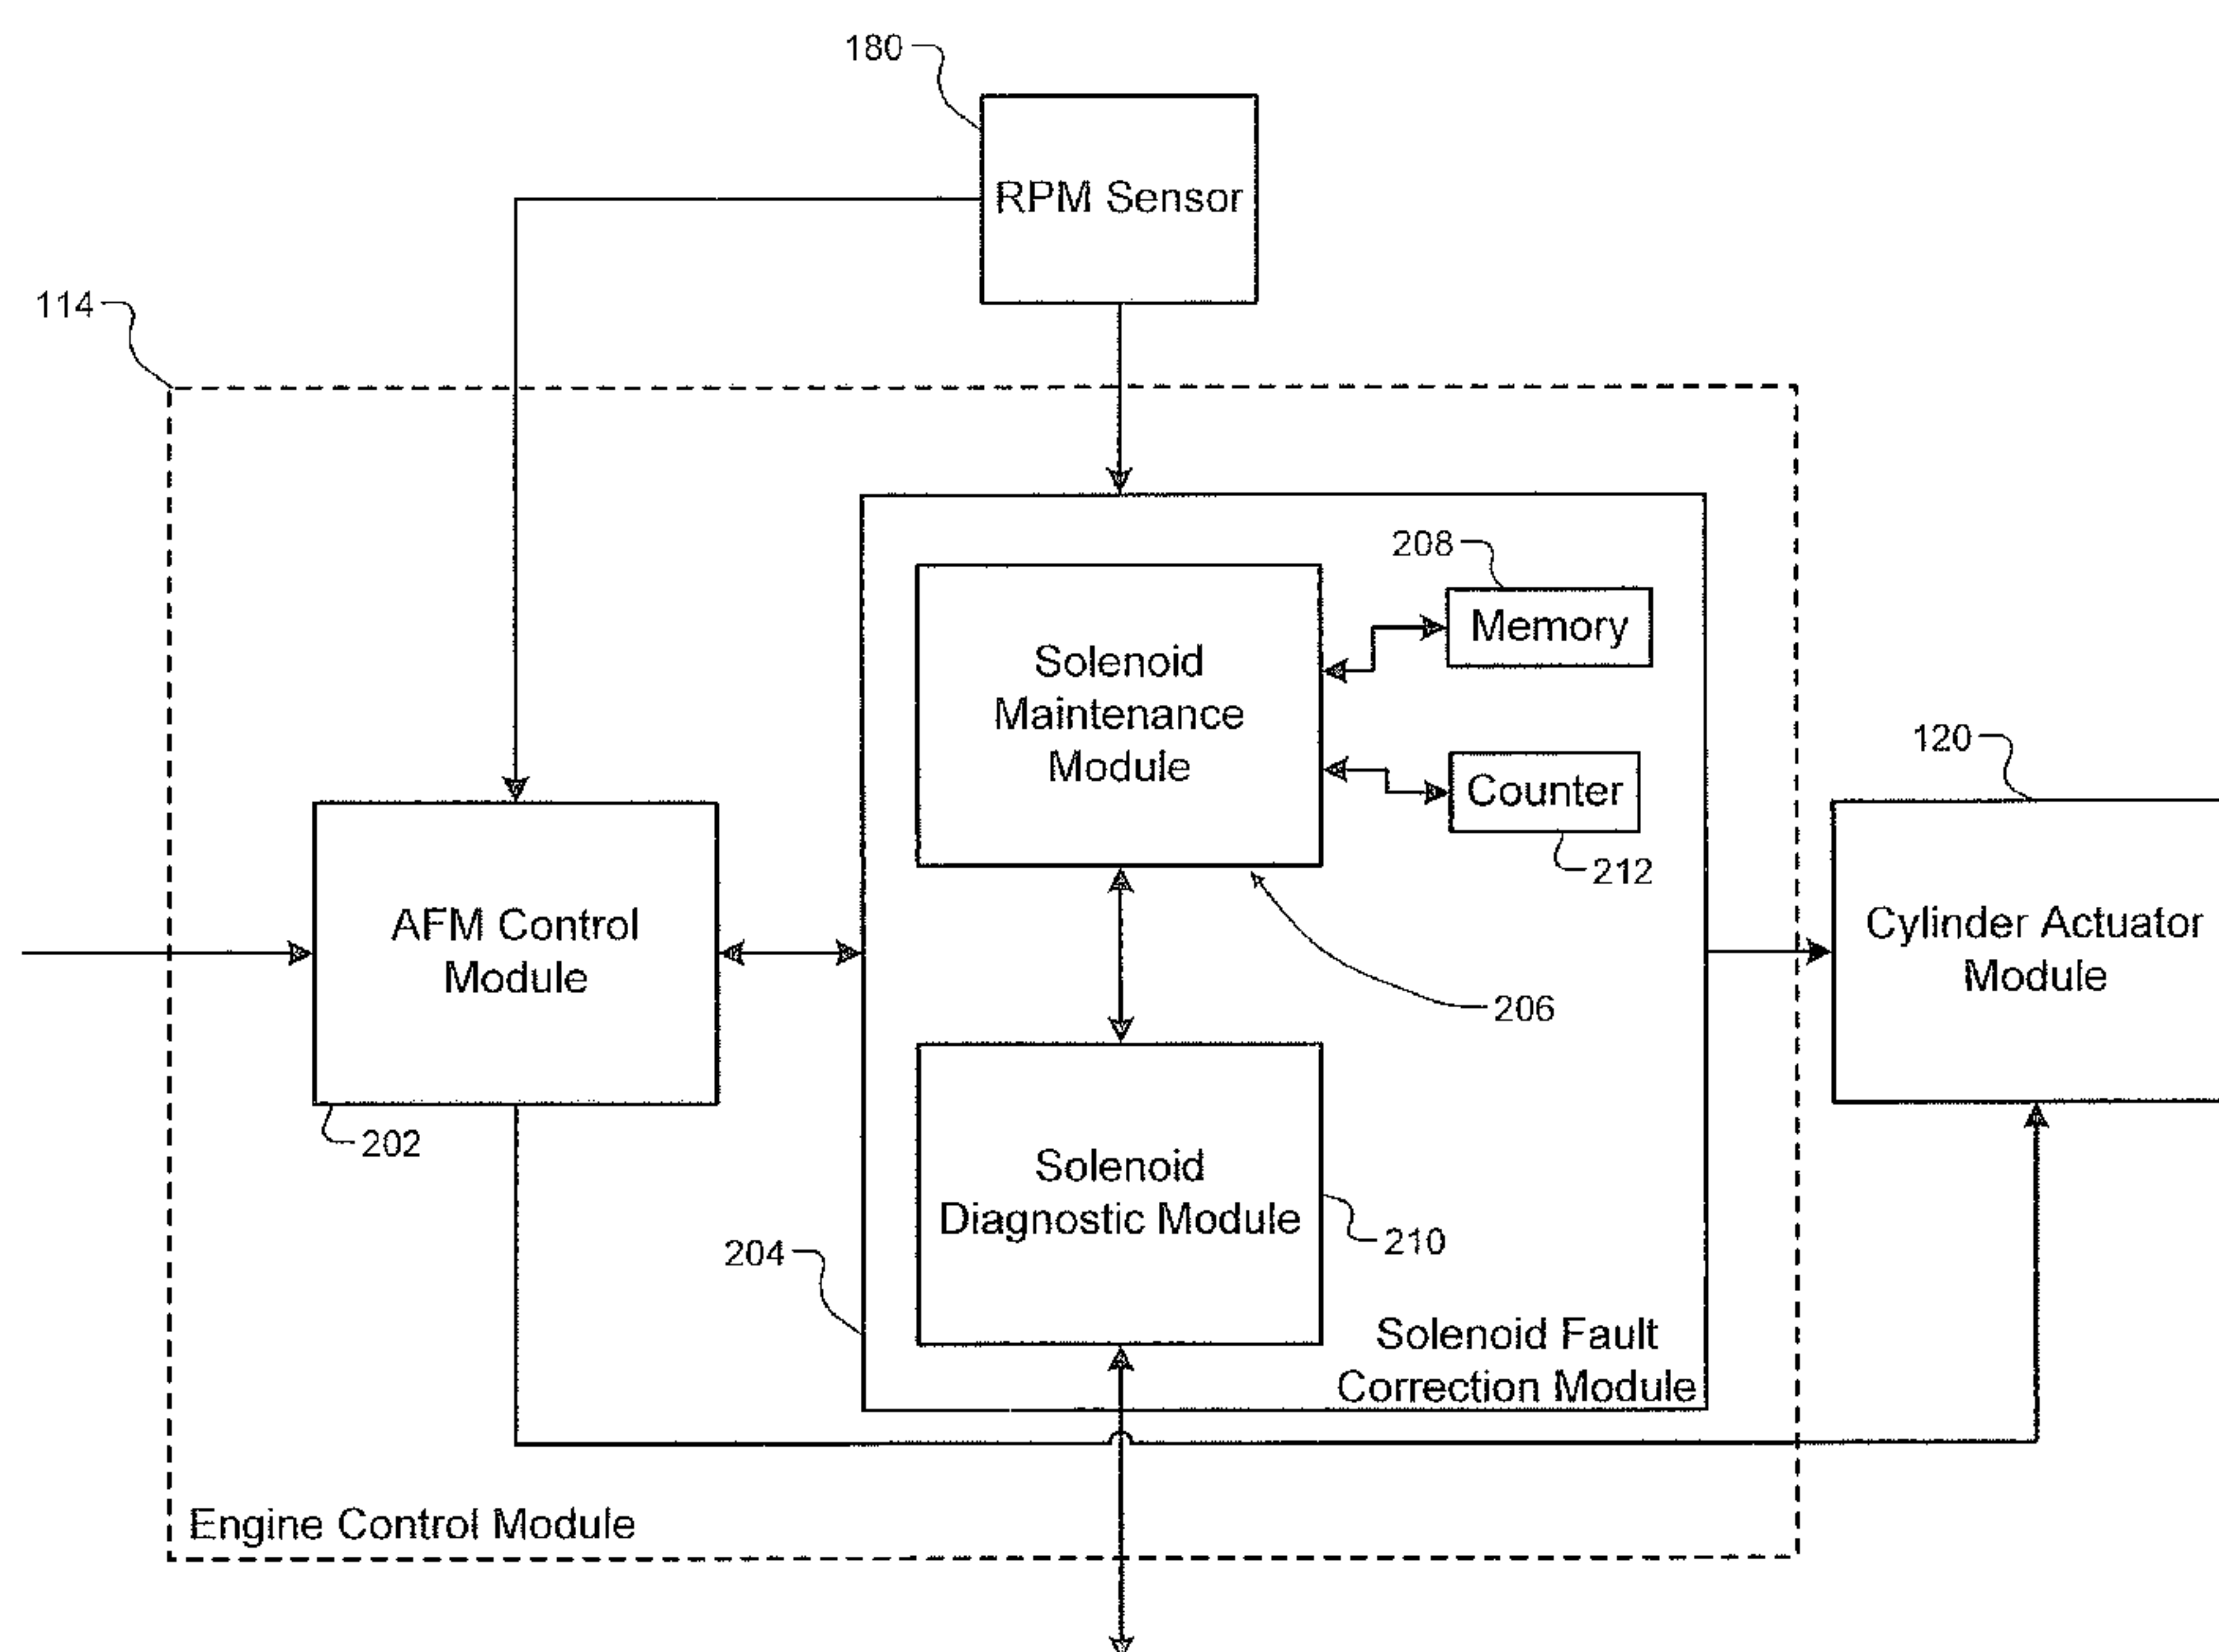 180
RPM Sensor
114
208
Memory
Solenoid
Maintenance
Module
Counter
212
120
AFM Control
Module
Cylinder Actuator
Module
206
202
Solenoid
Diagnostic Module
210
204
Solenoid Fault
Correction Module
Engine Control Module